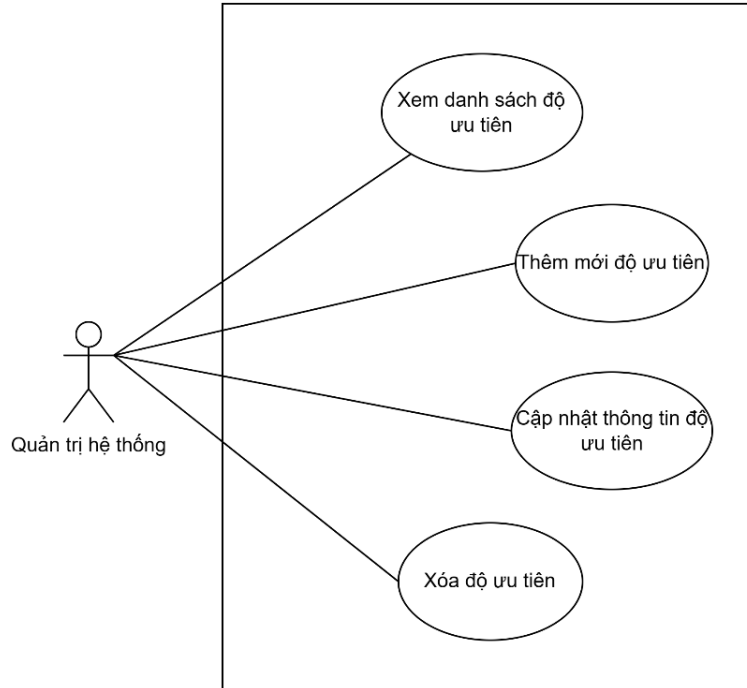 Xem danh sách độ
ưu tiên
Thêm mới độ ưu tiên
Cập nhật thông tin độ
ưu tiên
Quản trị hệ thống
Xóa độ ưu tiên